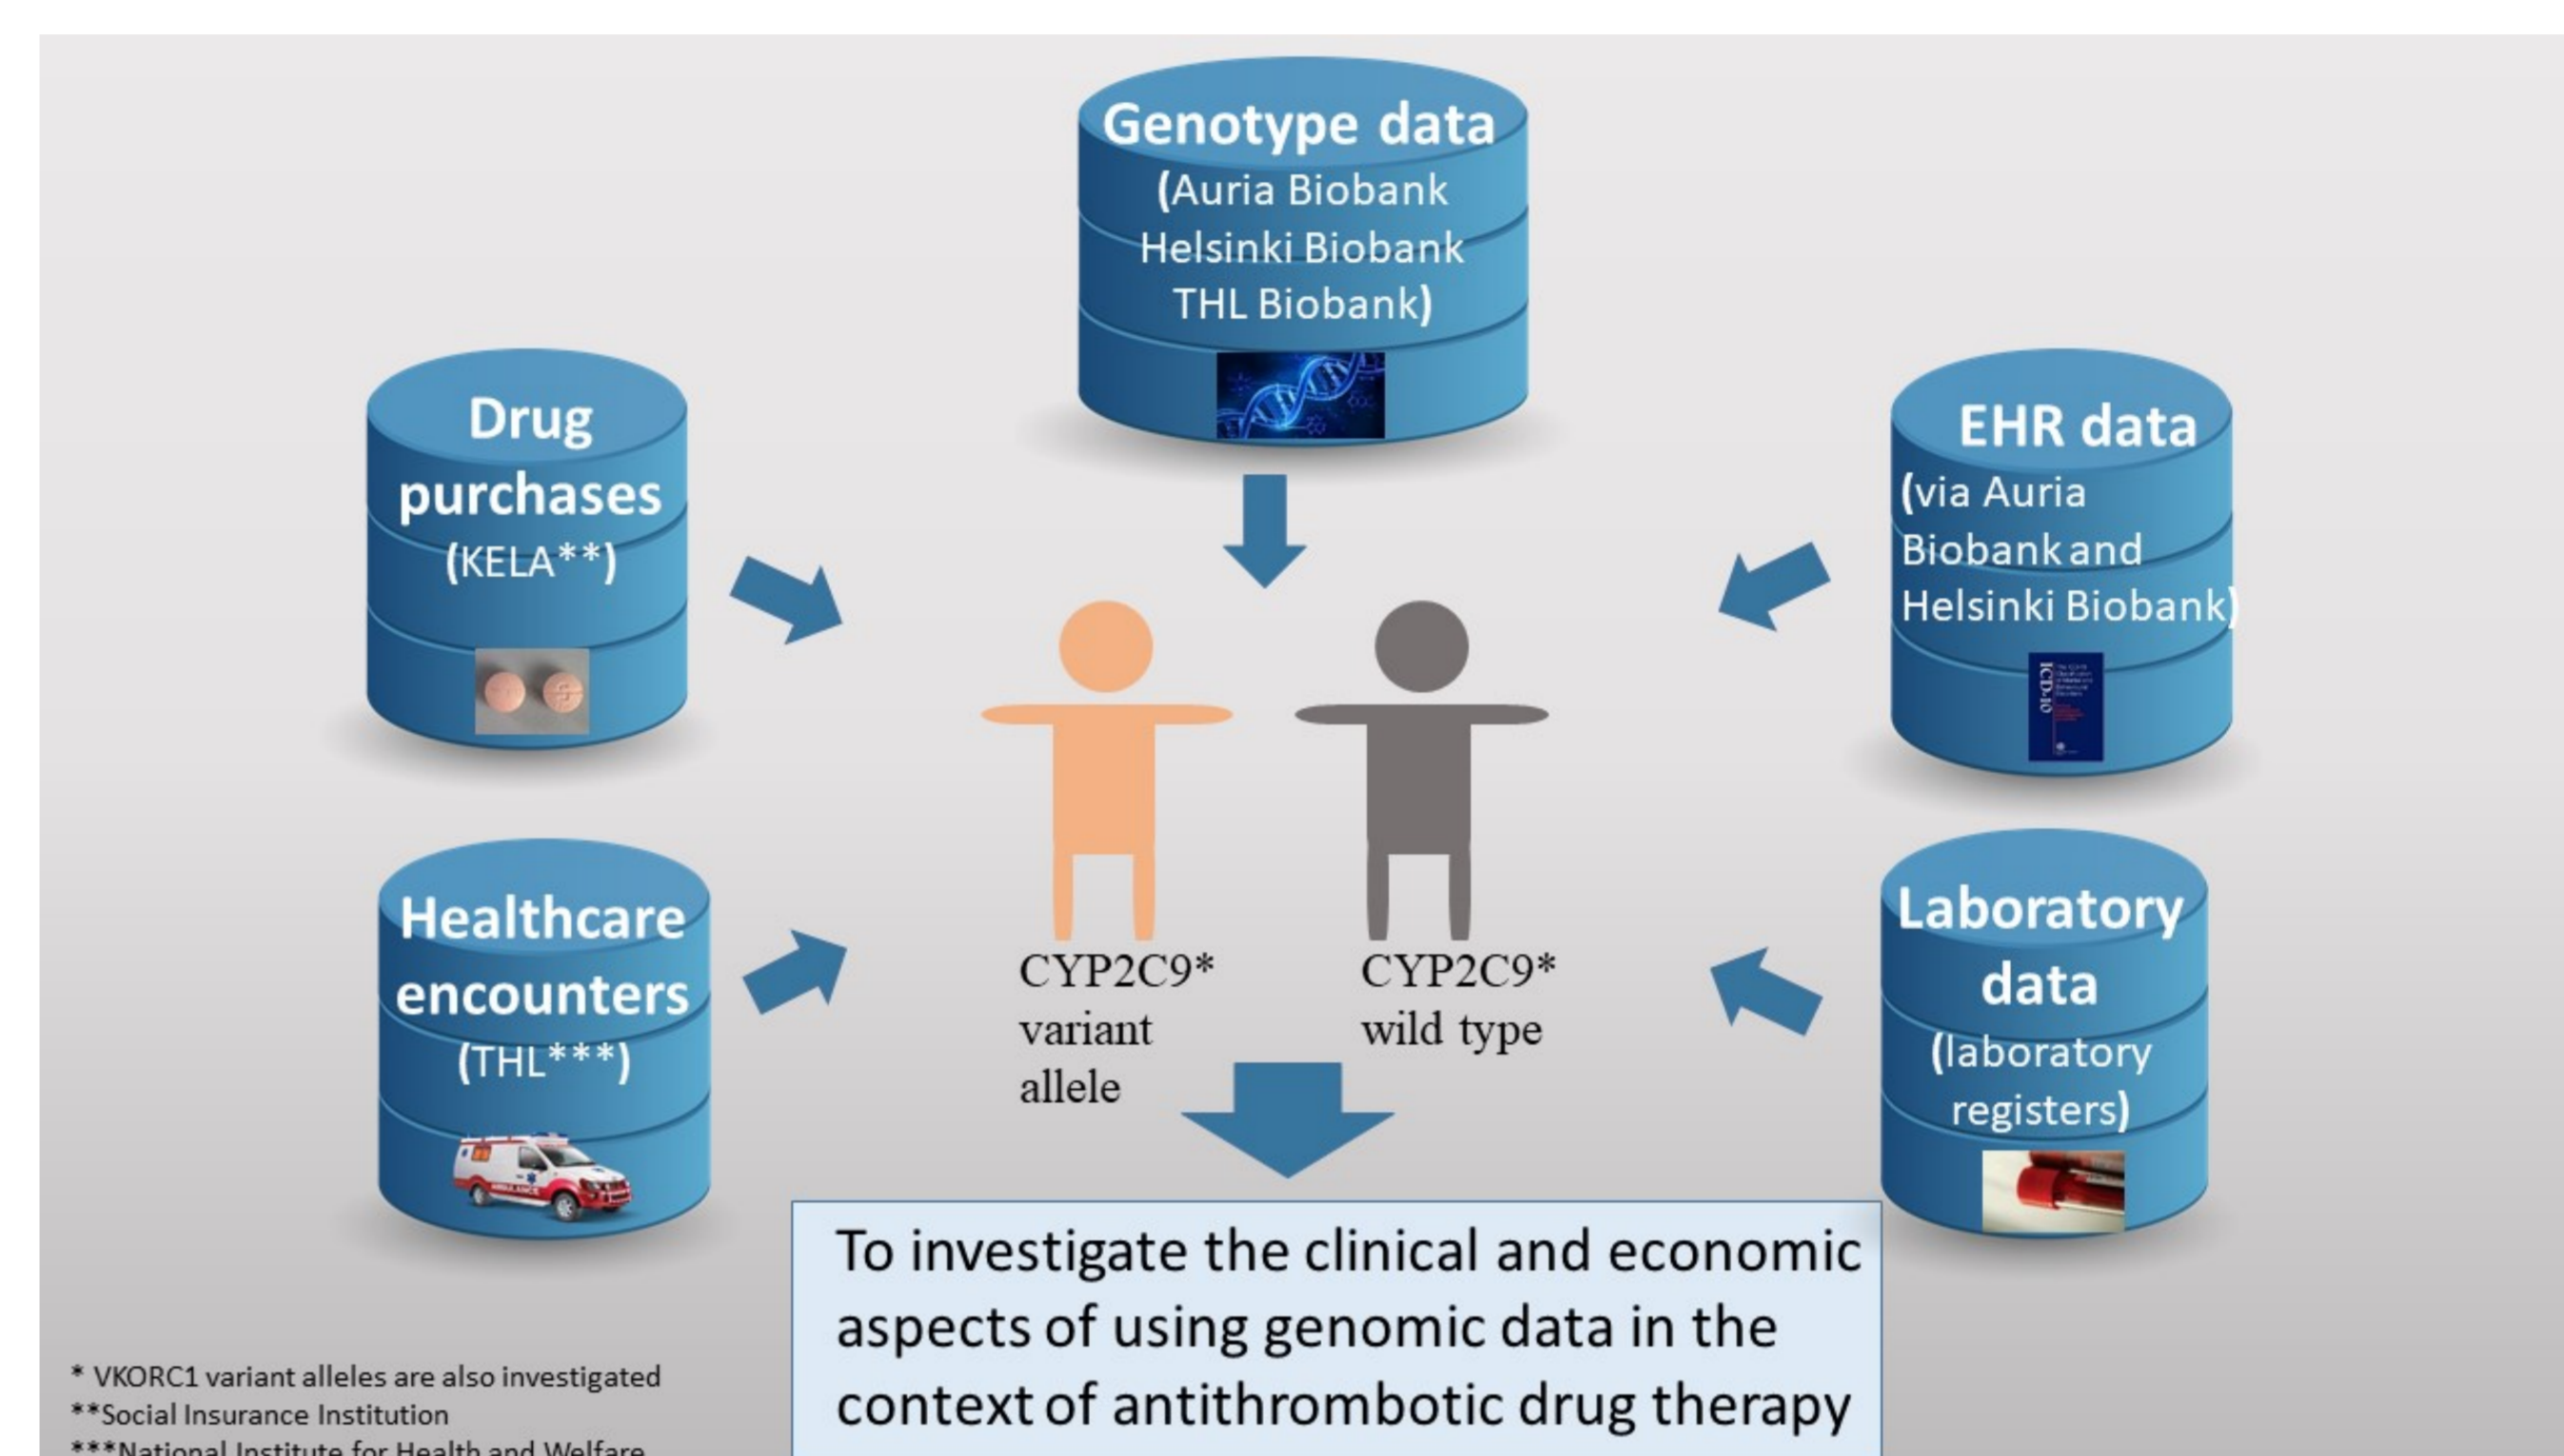 Genotype data
(Auria Biobank
Helsinki Biobank
THL Biobank)
Drug
purchases
(KELA**)
EHR data
(via Auria
Biobank and
Helsinki Biobank)
ICD-10
Healthcare
encounters
(THL***)
AMBULANCE
CYP2C9*
variant
allele
CYP2C9*
wild type
Laboratory
data
(laboratory
registers)
To investigate the clinical and economic
aspects of using genomic data in the
context of antithrombotic drug therapy
* VKORC1 variant alleles are also investigated
**Social Insurance Institution
***National Institute for Health and Welfare